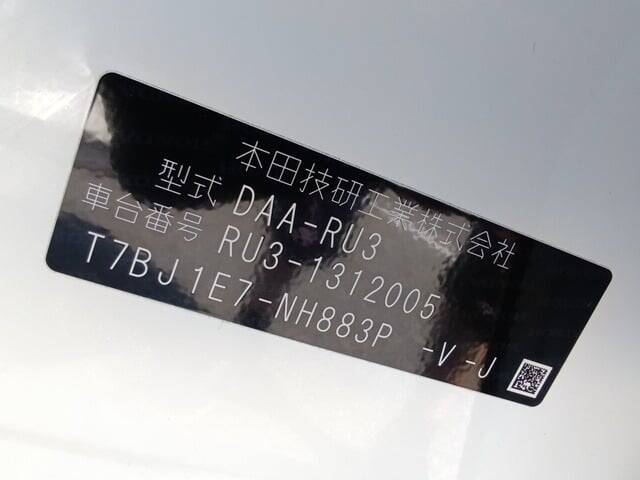 本田技研工業株式会社
型式 DAA-RU3
車台番号 RU3-1312005
T7BJ1E7-NH883P -V-J